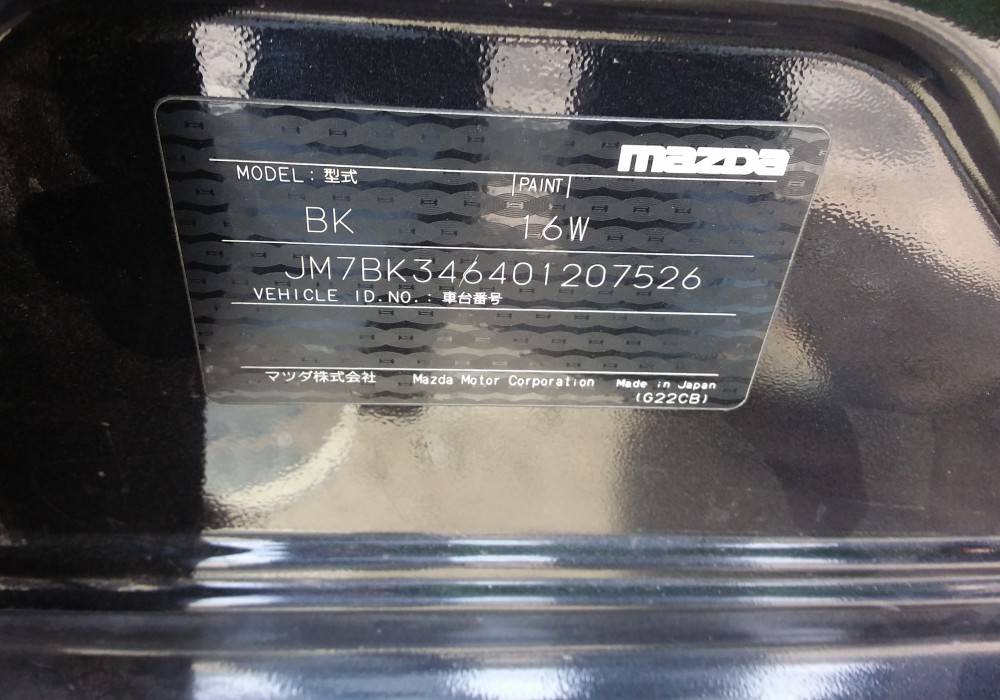 mazda
MODEL: 型式 PAINT
BK 16W
JM7BK346401207526
VEHICLE ID.NO.: 車台番号
マツダ株式会社 Mazda Motor Corporation Made in Japan
(G22CB)